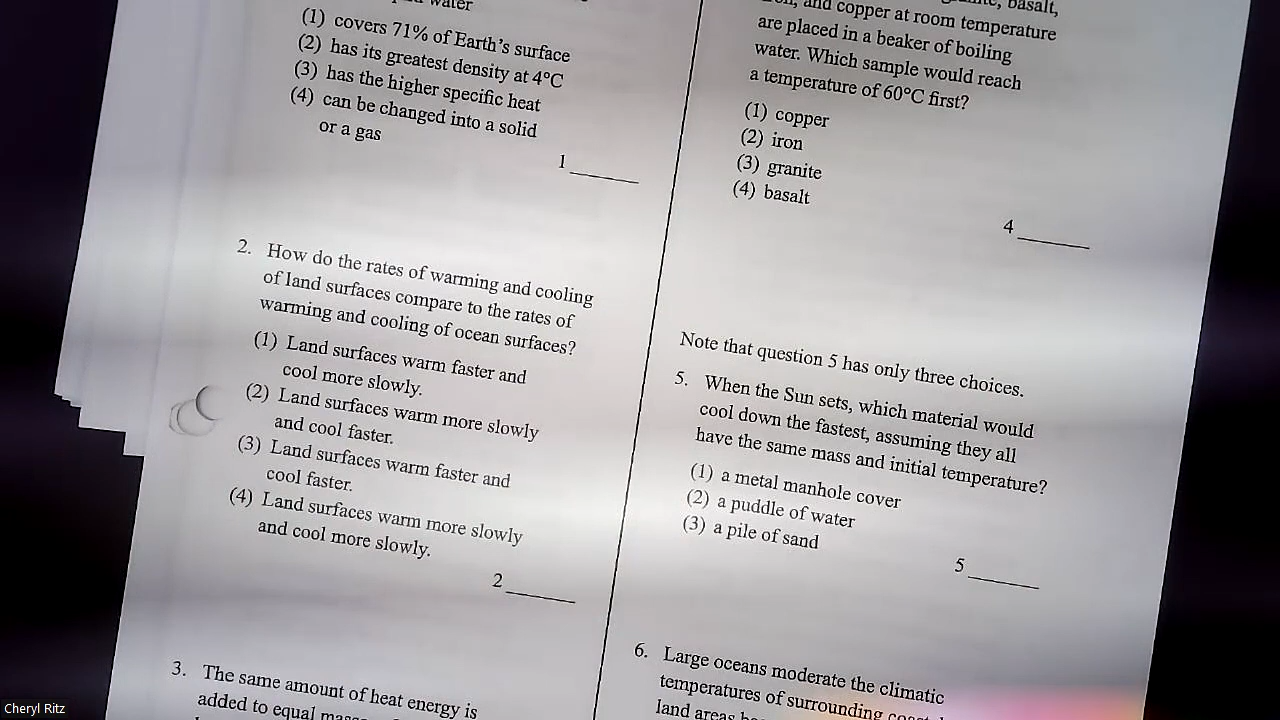 water
(1) covers 71% of Earth's surface
(2) has its greatest density at 4°C
(3) has the higher specific heat
(4) can be changed into a solid
or a gas
1
2. How do the rates of warming and cooling
of land surfaces compare to the rates of
warming and cooling of ocean surfaces?
(1) Land surfaces warm faster and
cool more slowly.
(2) Land surfaces warm more slowly
and cool faster.
(3) Land surfaces warm faster and
cool faster.
(4) Land surfaces warm more slowly
and cool more slowly.
2
3. The same amount of heat energy is
added to equal
basalt,
and copper at room temperature
are placed in a beaker of boiling
water. Which sample would reach
a temperature of 60°C first?
(1) copper
(2) iron
(3) granite
(4) basalt
4
Note that question 5 has only three choices.
5. When the Sun sets, which material would
cool down the fastest, assuming they all
have the same mass and initial temperature?
(1) a metal manhole cover
(2) a puddle of water
(3) a pile of sand
5
6. Large oceans moderate the climatic
temperatures of surrounding
land areas
Cheryl Ritz